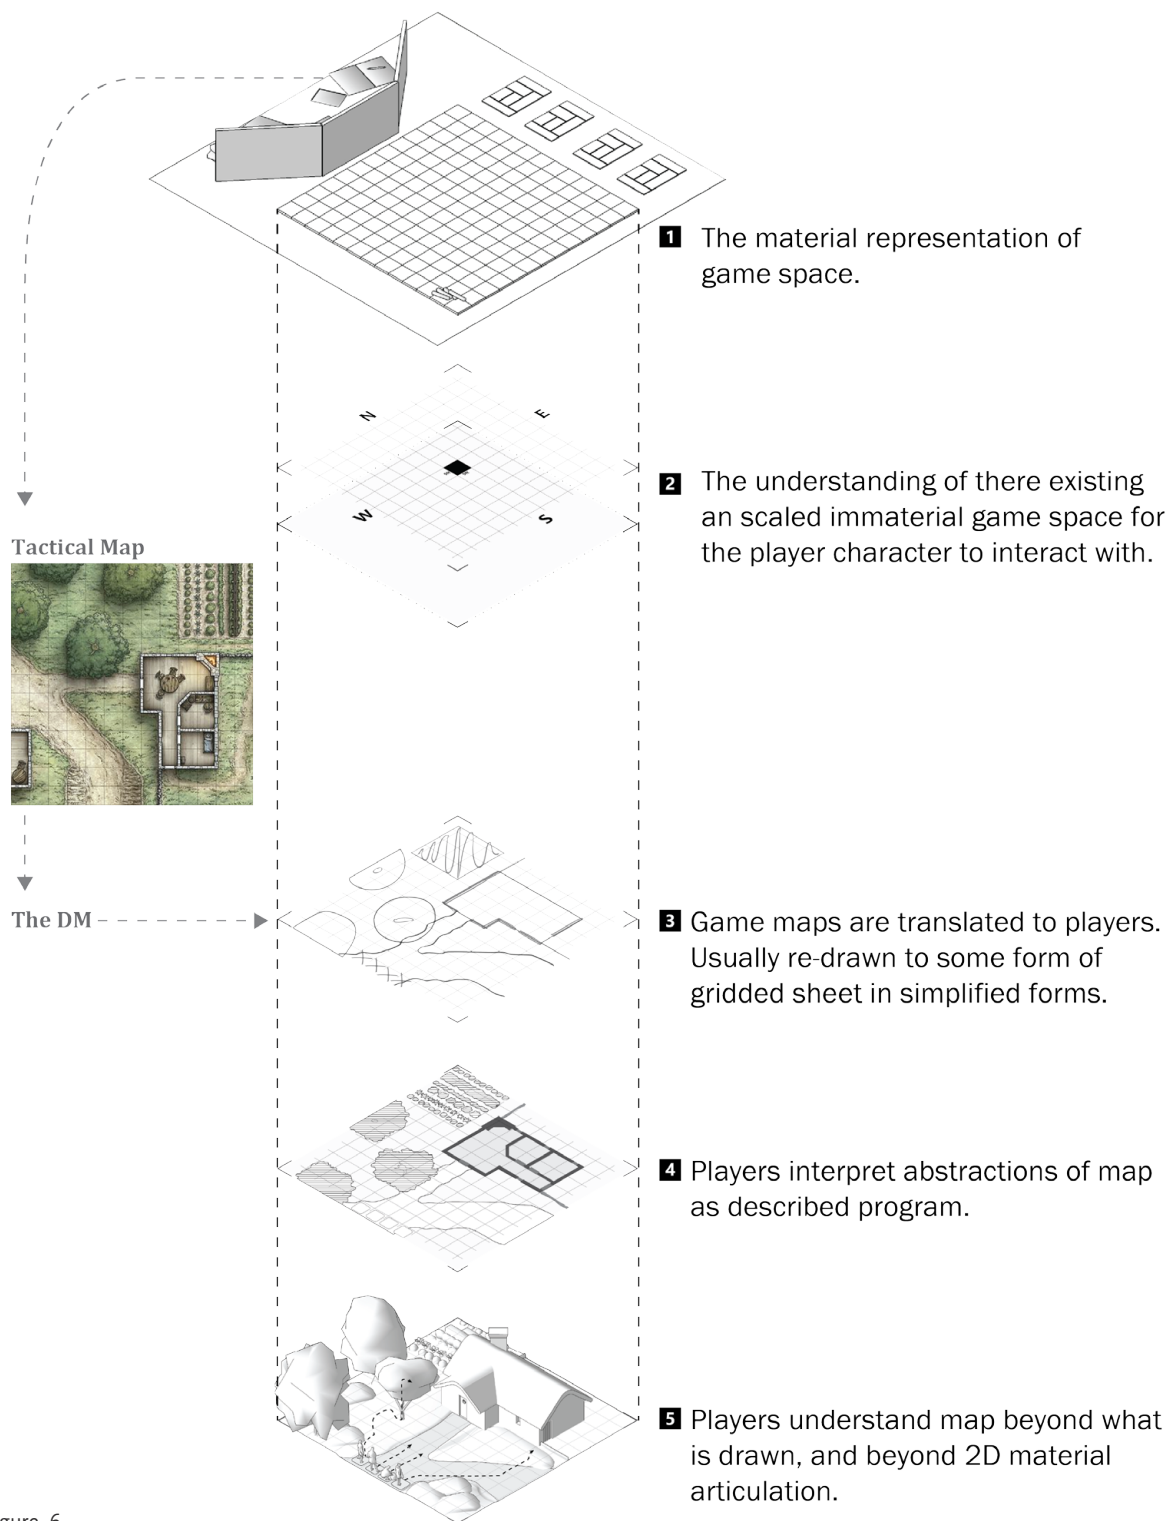 1 The material representation of
game space.
N
E
W
S
2 The understanding of there existing
an scaled immaterial game space for
the player character to interact with.
Tactical Map
The DM
3 Game maps are translated to players.
Usually re-drawn to some form of
gridded sheet in simplified forms.
4 Players interpret abstractions of map
as described program.
5 Players understand map beyond what
is drawn, and beyond 2D material
articulation.
gure. 6